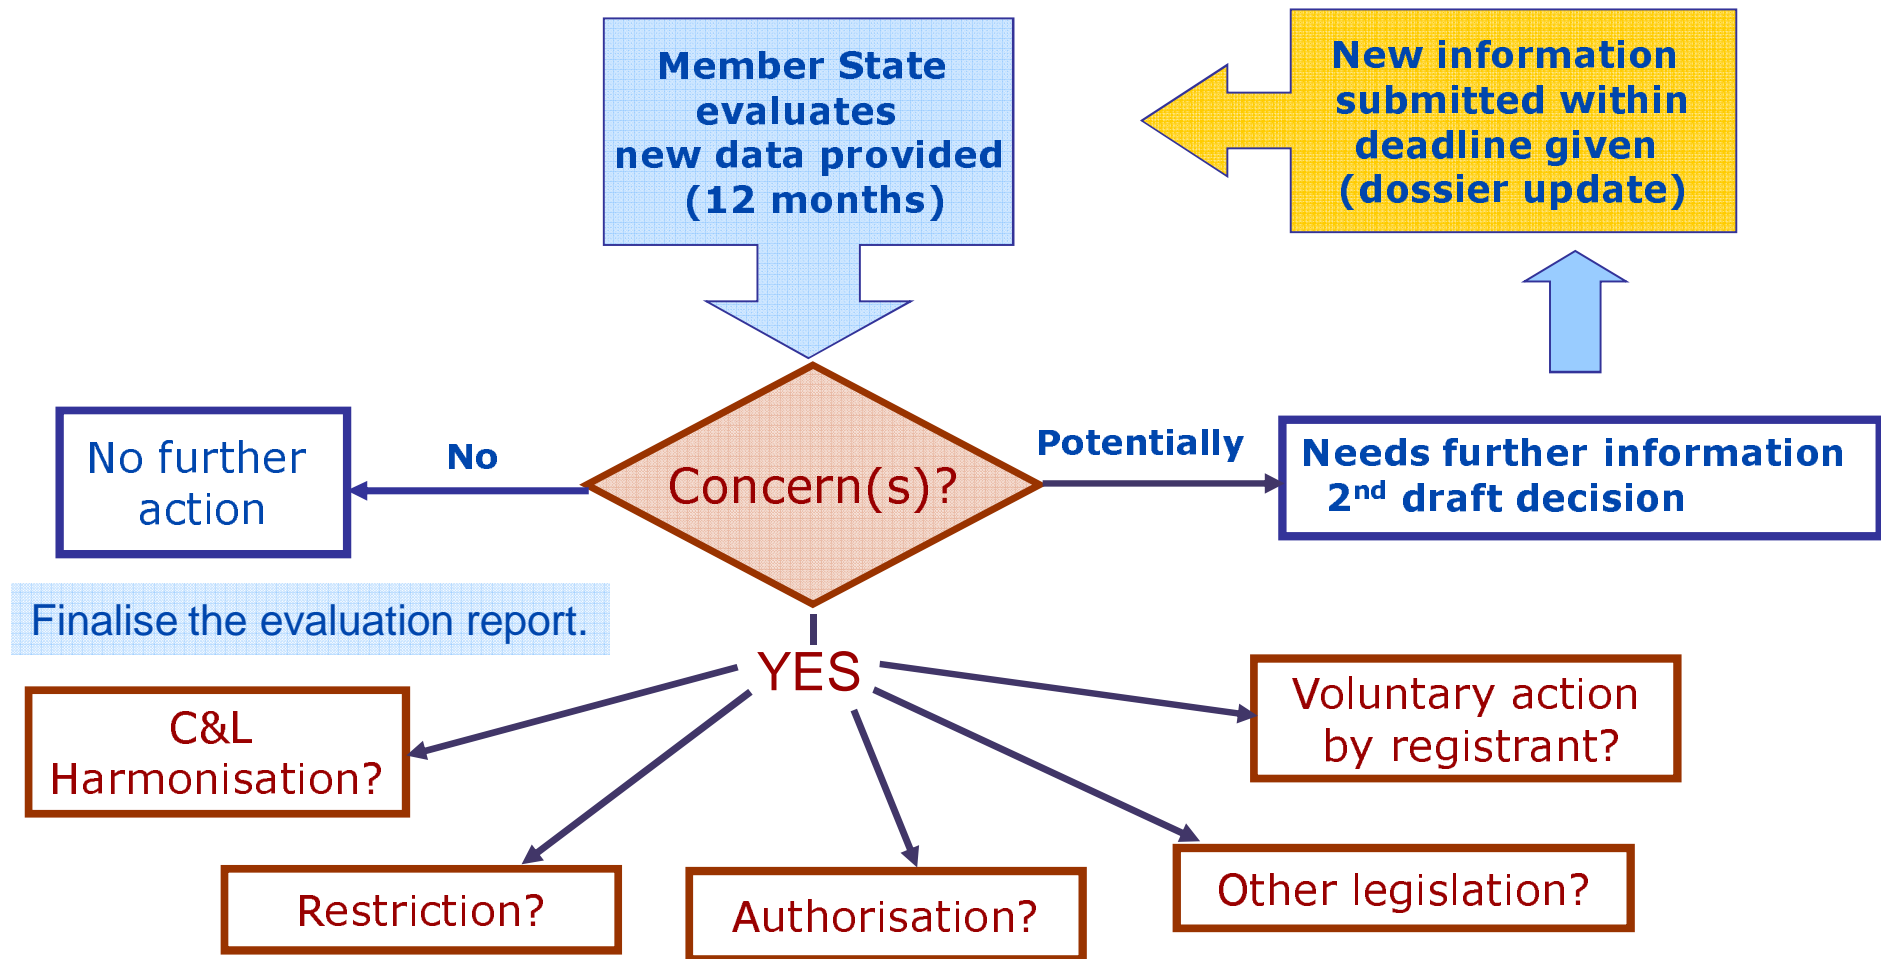 Member State
evaluates
new data provided
(12 months)
New information
submitted within
deadline given
(dossier update)
No further
action
No
Concern(s)?
Potentially
Needs further information
2nd draft decision
Finalise the evaluation report.
YES
C&L
Harmonisation?
Voluntary action
by registrant?
Restriction?
Authorisation?
Other legislation?